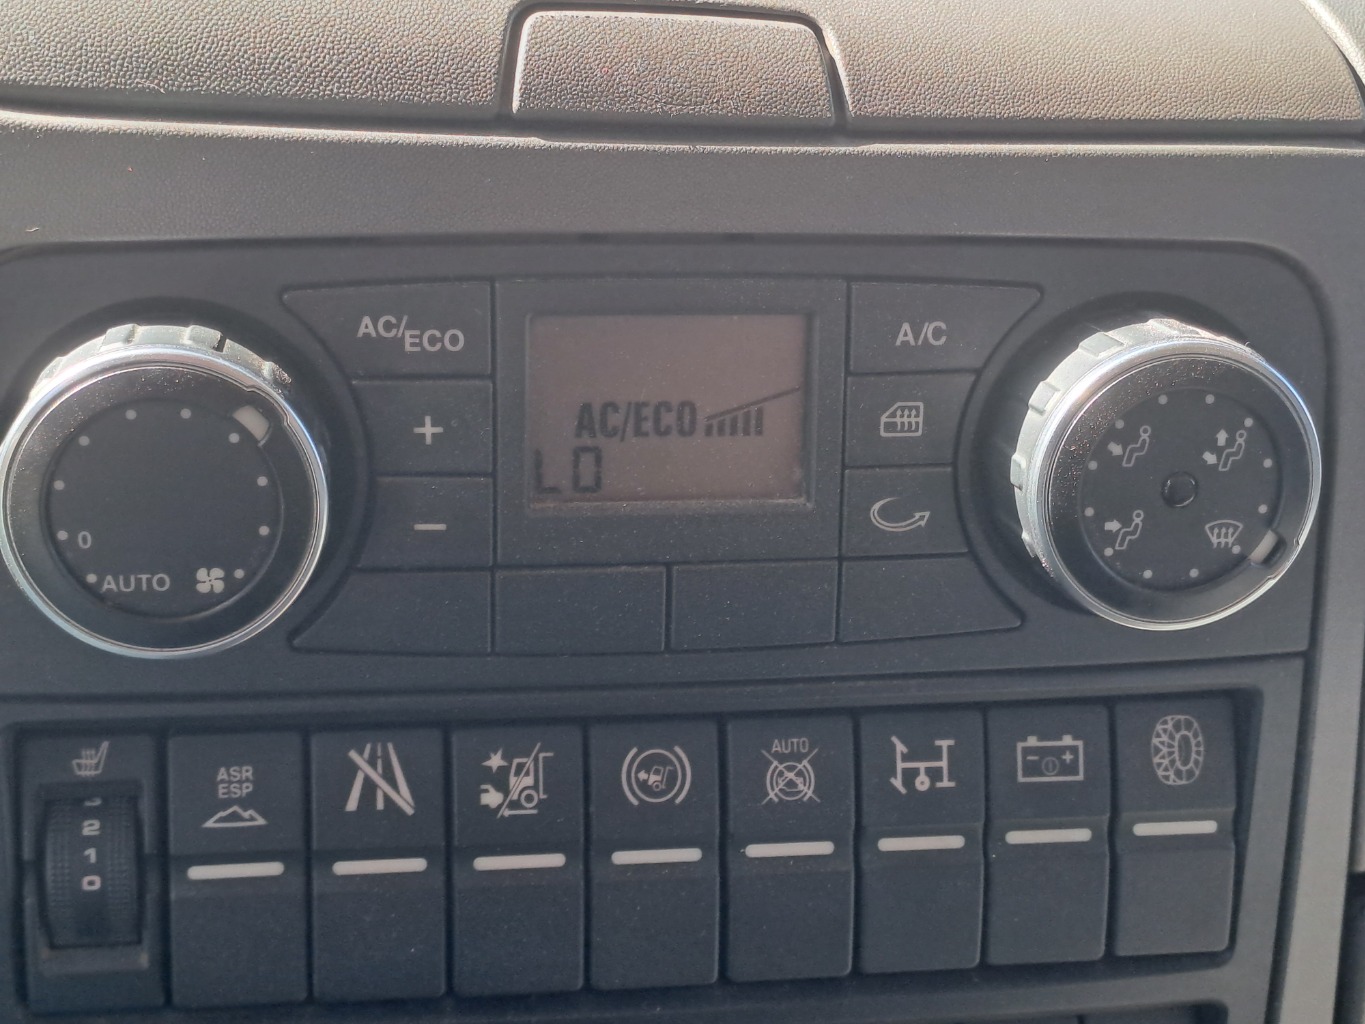 AC/ECO
A/C
+
AC/ECO
LO
−
0
AUTO
ASR
ESP
AUTO
- +
2
1
0